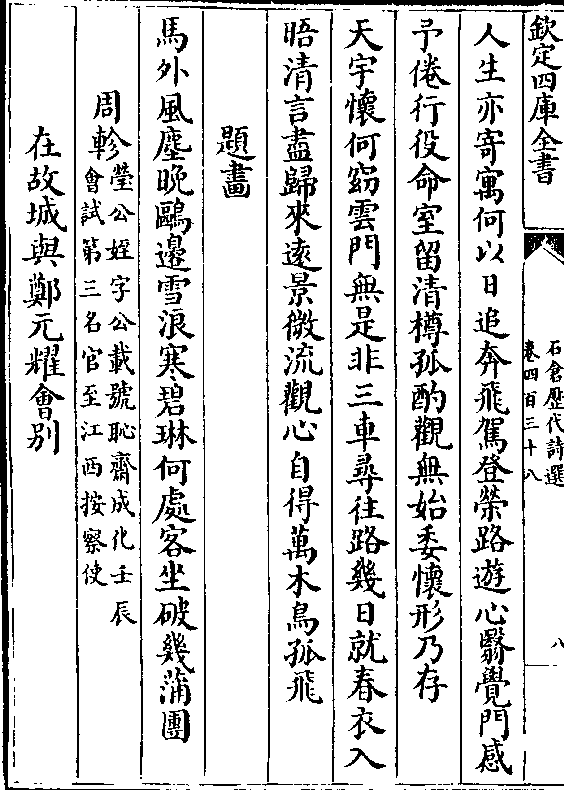 欽定四庫全書
石倉歷代詩選
卷四百三十八
八
人生亦寄寓何以日追奔飛駕登榮路遊心翳覺門感
予倦行役命室留清樽孤酌觀無始委懷形乃存
天宇懷何窈雲門無是非三車尋往路幾日就春衣入
晤清言盡歸來遠景微流觀心自得萬木鳥孤飛
題畫
馬外風塵晩鷗邊雪浪寒碧琳何處客坐破幾蒲團
周軫
瑩公姪字公載號恥齋成化壬辰
會試第三名官至江西按察使
在故城與鄭元耀會别